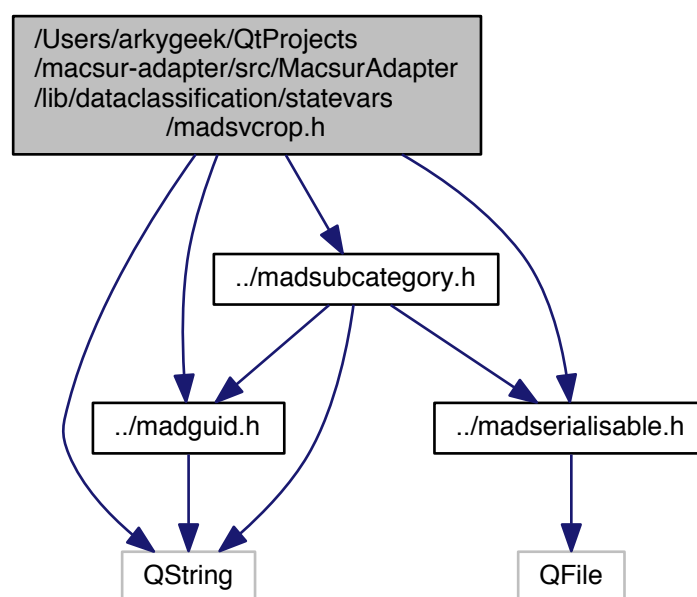 /Users/arkygeek/QtProjects
/macsur-adapter/src/MacsurAdapter
/lib/dataclassification/statevars
/madsvcrop.h
../madsubcategory.h
../madguid.h
../madserialisable.h
QString
QFile